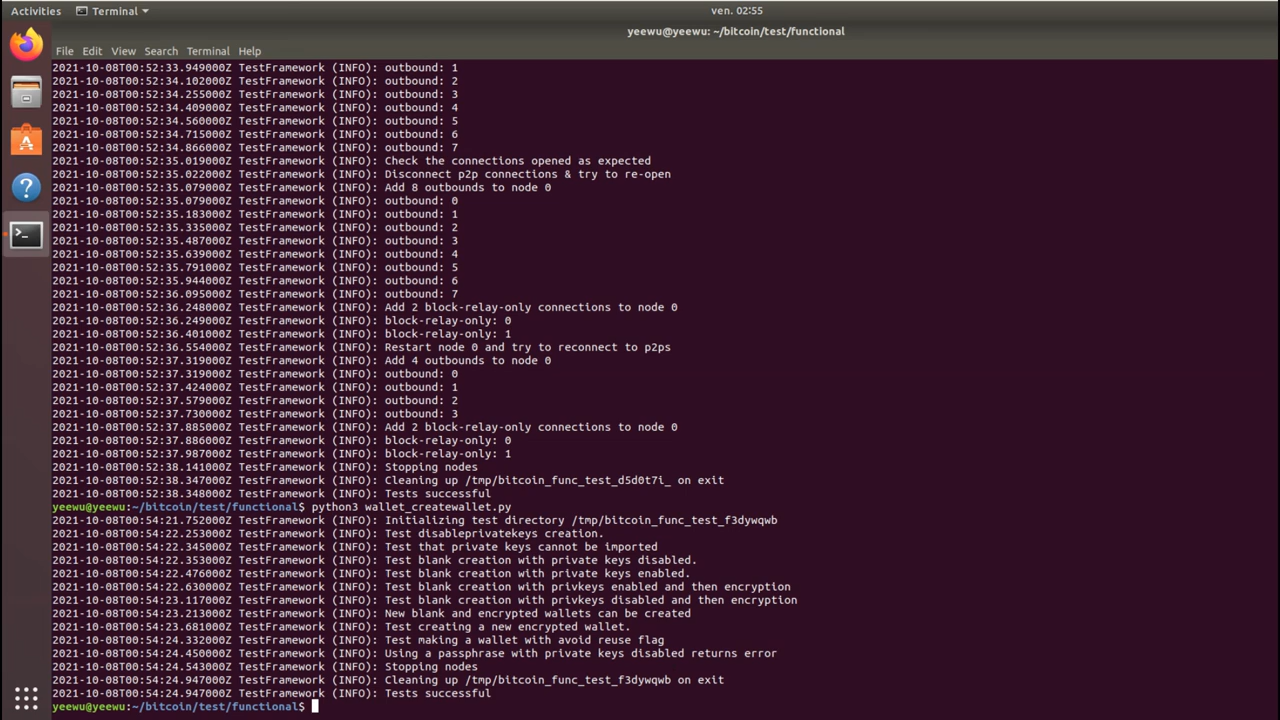 Activities
Terminal
ven. 02:55
yeewu@yeewu: ~/bitcoin/test/functional
File Edit View Search Terminal Help
2021-10-08T00:52:33.949000Z TestFramework (INFO): outbound: 1
2021-10-08T00:52:34.102000Z TestFramework (INFO): outbound: 2
2021-10-08T00:52:34.255000Z TestFramework (INFO): outbound: 3
2021-10-08T00:52:34.409000Z TestFramework (INFO): outbound: 4
2021-10-08T00:52:34.560000Z TestFramework (INFO): outbound: 5
2021-10-08T00:52:34.715000Z TestFramework (INFO): outbound: 6
2021-10-08T00:52:34.866000Z TestFramework (INFO): outbound: 7
2021-10-08T00:52:35.019000Z TestFramework (INFO): Check the connections opened as expected
2021-10-08T00:52:35.022000Z TestFramework (INFO): Disconnect p2p connections & try to re-open
2021-10-08T00:52:35.079000Z TestFramework (INFO): Add 8 outbounds to node 0
2021-10-08T00:52:35.079000Z TestFramework (INFO): outbound: 0
2021-10-08T00:52:35.183000Z TestFramework (INFO): outbound: 1
2021-10-08T00:52:35.335000Z TestFramework (INFO): outbound: 2
2021-10-08T00:52:35.487000Z TestFramework (INFO): outbound: 3
2021-10-08T00:52:35.639000Z TestFramework (INFO): outbound: 4
2021-10-08T00:52:35.791000Z TestFramework (INFO): outbound: 5
2021-10-08T00:52:35.944000Z TestFramework (INFO): outbound: 6
2021-10-08T00:52:36.095000Z TestFramework (INFO): outbound: 7
2021-10-08T00:52:36.248000Z TestFramework (INFO): Add 2 block-relay-only connections to node 0
2021-10-08T00:52:36.249000Z TestFramework (INFO): block-relay-only: 0
2021-10-08T00:52:36.401000Z TestFramework (INFO): block-relay-only: 1
2021-10-08T00:52:36.554000Z TestFramework (INFO): Restart node 0 and try to reconnect to p2ps
2021-10-08T00:52:37.319000Z TestFramework (INFO): Add 4 outbounds to node 0
2021-10-08T00:52:37.319000Z TestFramework (INFO): outbound: 0
2021-10-08T00:52:37.424000Z TestFramework (INFO): outbound: 1
2021-10-08T00:52:37.579000Z TestFramework (INFO): outbound: 2
2021-10-08T00:52:37.730000Z TestFramework (INFO): outbound: 3
2021-10-08T00:52:37.885000Z TestFramework (INFO): Add 2 block-relay-only connections to node 0
2021-10-08T00:52:37.886000Z TestFramework (INFO): block-relay-only: 0
2021-10-08T00:52:37.987000Z TestFramework (INFO): block-relay-only: 1
2021-10-08T00:52:38.141000Z TestFramework (INFO): Stopping nodes
2021-10-08T00:52:38.347000Z TestFramework (INFO): Cleaning up /tmp/bitcoin_func_test_d5d0t7i_ on exit
2021-10-08T00:52:38.348000Z TestFramework (INFO): Tests successful
yeewu@yeewu:~/bitcoin/test/functional$ python3 wallet_createwallet.py
2021-10-08T00:54:21.752000Z TestFramework (INFO): Initializing test directory /tmp/bitcoin_func_test_f3dywqwb
2021-10-08T00:54:22.253000Z TestFramework (INFO): Test disableprivatekeys creation.
2021-10-08T00:54:22.345000Z TestFramework (INFO): Test that private keys cannot be imported
2021-10-08T00:54:22.353000Z TestFramework (INFO): Test blank creation with private keys disabled.
2021-10-08T00:54:22.476000Z TestFramework (INFO): Test blank creation with private keys enabled.
2021-10-08T00:54:22.630000Z TestFramework (INFO): Test blank creation with privkeys enabled and then encryption
2021-10-08T00:54:23.117000Z TestFramework (INFO): Test blank creation with privkeys disabled and then encryption
2021-10-08T00:54:23.213000Z TestFramework (INFO): New blank and encrypted wallets can be created
2021-10-08T00:54:23.681000Z TestFramework (INFO): Test creating a new encrypted wallet.
2021-10-08T00:54:24.332000Z TestFramework (INFO): Test making a wallet with avoid reuse flag
2021-10-08T00:54:24.450000Z TestFramework (INFO): Using a passphrase with private keys disabled returns error
2021-10-08T00:54:24.543000Z TestFramework (INFO): Stopping nodes
2021-10-08T00:54:24.947000Z TestFramework (INFO): Cleaning up /tmp/bitcoin_func_test_f3dywqwb on exit
2021-10-08T00:54:24.947000Z TestFramework (INFO): Tests successful
yeewu@yeewu:~/bitcoin/test/functional$